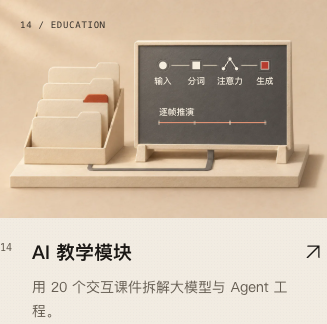 14 / EDUCATION
输入 分词 注意力 生成
逐帧推演
14
AI 教学模块
用 20 个交互课件拆解大模型与 Agent 工
程。